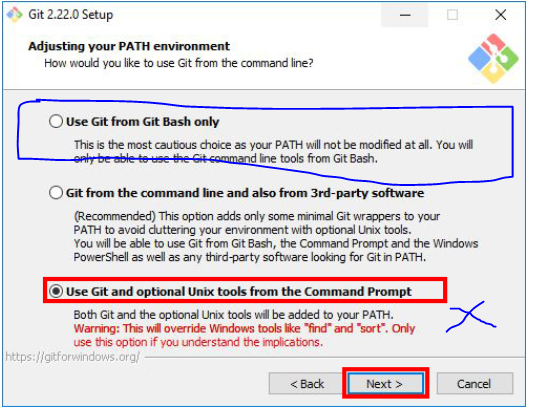 Git 2.22.0 Setup
Adjusting your PATH environment
How would you like to use Git from the command line?
Use Git from Git Bash only
This is the most cautious choice as your PATH will not be modified at all. You will
only be able to use the Git command line tools from Git Bash.
Git from the command line and also from 3rd-party software
(Recommended) This option adds only some minimal Git wrappers to your
PATH to avoid cluttering your environment with optional Unix tools.
You will be able to use Git from Git Bash, the Command Prompt and the Windows
PowerShell as well as any third-party software looking for Git in PATH.
Use Git and optional Unix tools from the Command Prompt
Both Git and the optional Unix tools will be added to your PATH.
Warning: This will override Windows tools like "find" and "sort". Only
use this option if you understand the implications.
https://gitforwindows.org/
< Back
Next >
Cancel